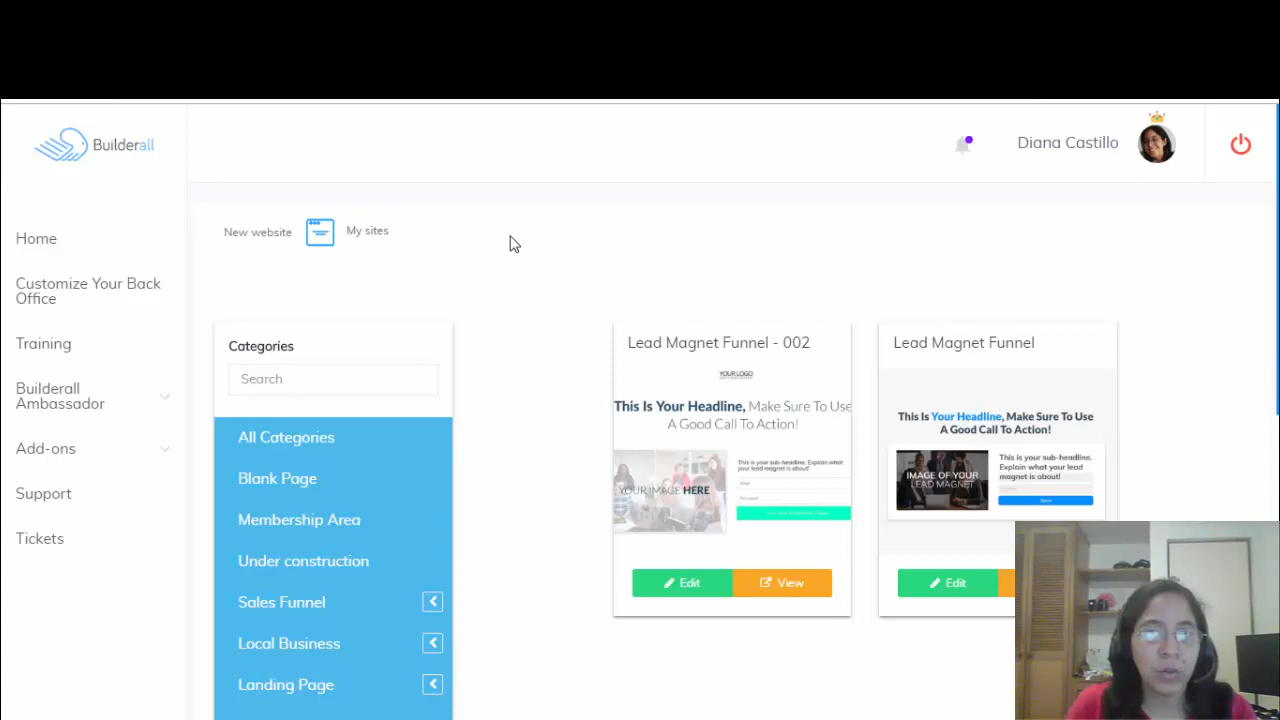 Builderall
Diana Castillo
Home
Customize Your Back
Office
Training
Builderall
Ambassador
Add-ons
Support
Tickets
New website
My sites
Categories
Search
All Categories
Blank Page
Membership Area
Under construction
Sales Funnel
Local Business
Landing Page
Lead Magnet Funnel - 002
YOUR LOGO
This Is Your Headline, Make Sure To Use
A Good Call To Action!
YOUR IMAGE HERE
This is your sub-headline. Explain what
your lead magnet is about!
Edit
View
Lead Magnet Funnel
This Is Your Headline, Make Sure To Use
A Good Call To Action!
IMAGE OF YOUR
LEAD MAGNET
This is your sub-headline.
Explain what your lead
magnet is about!
Edit